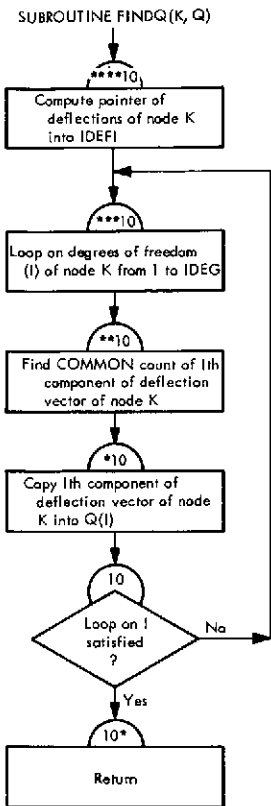 SUBROUTINE FINDQ(K, Q)
****10
Compute pointer of
deflections of node K
into IDEFI
***10
Loop on degrees of freedom
(I) of node K from 1 to IDEG
**10
Find COMMON count of Ith
component of deflection
vector of node K
*10
Copy Ith component of
deflection vector of node
K into Q(I)
10
Loop on I
satisfied
?
No
Yes
10*
Return